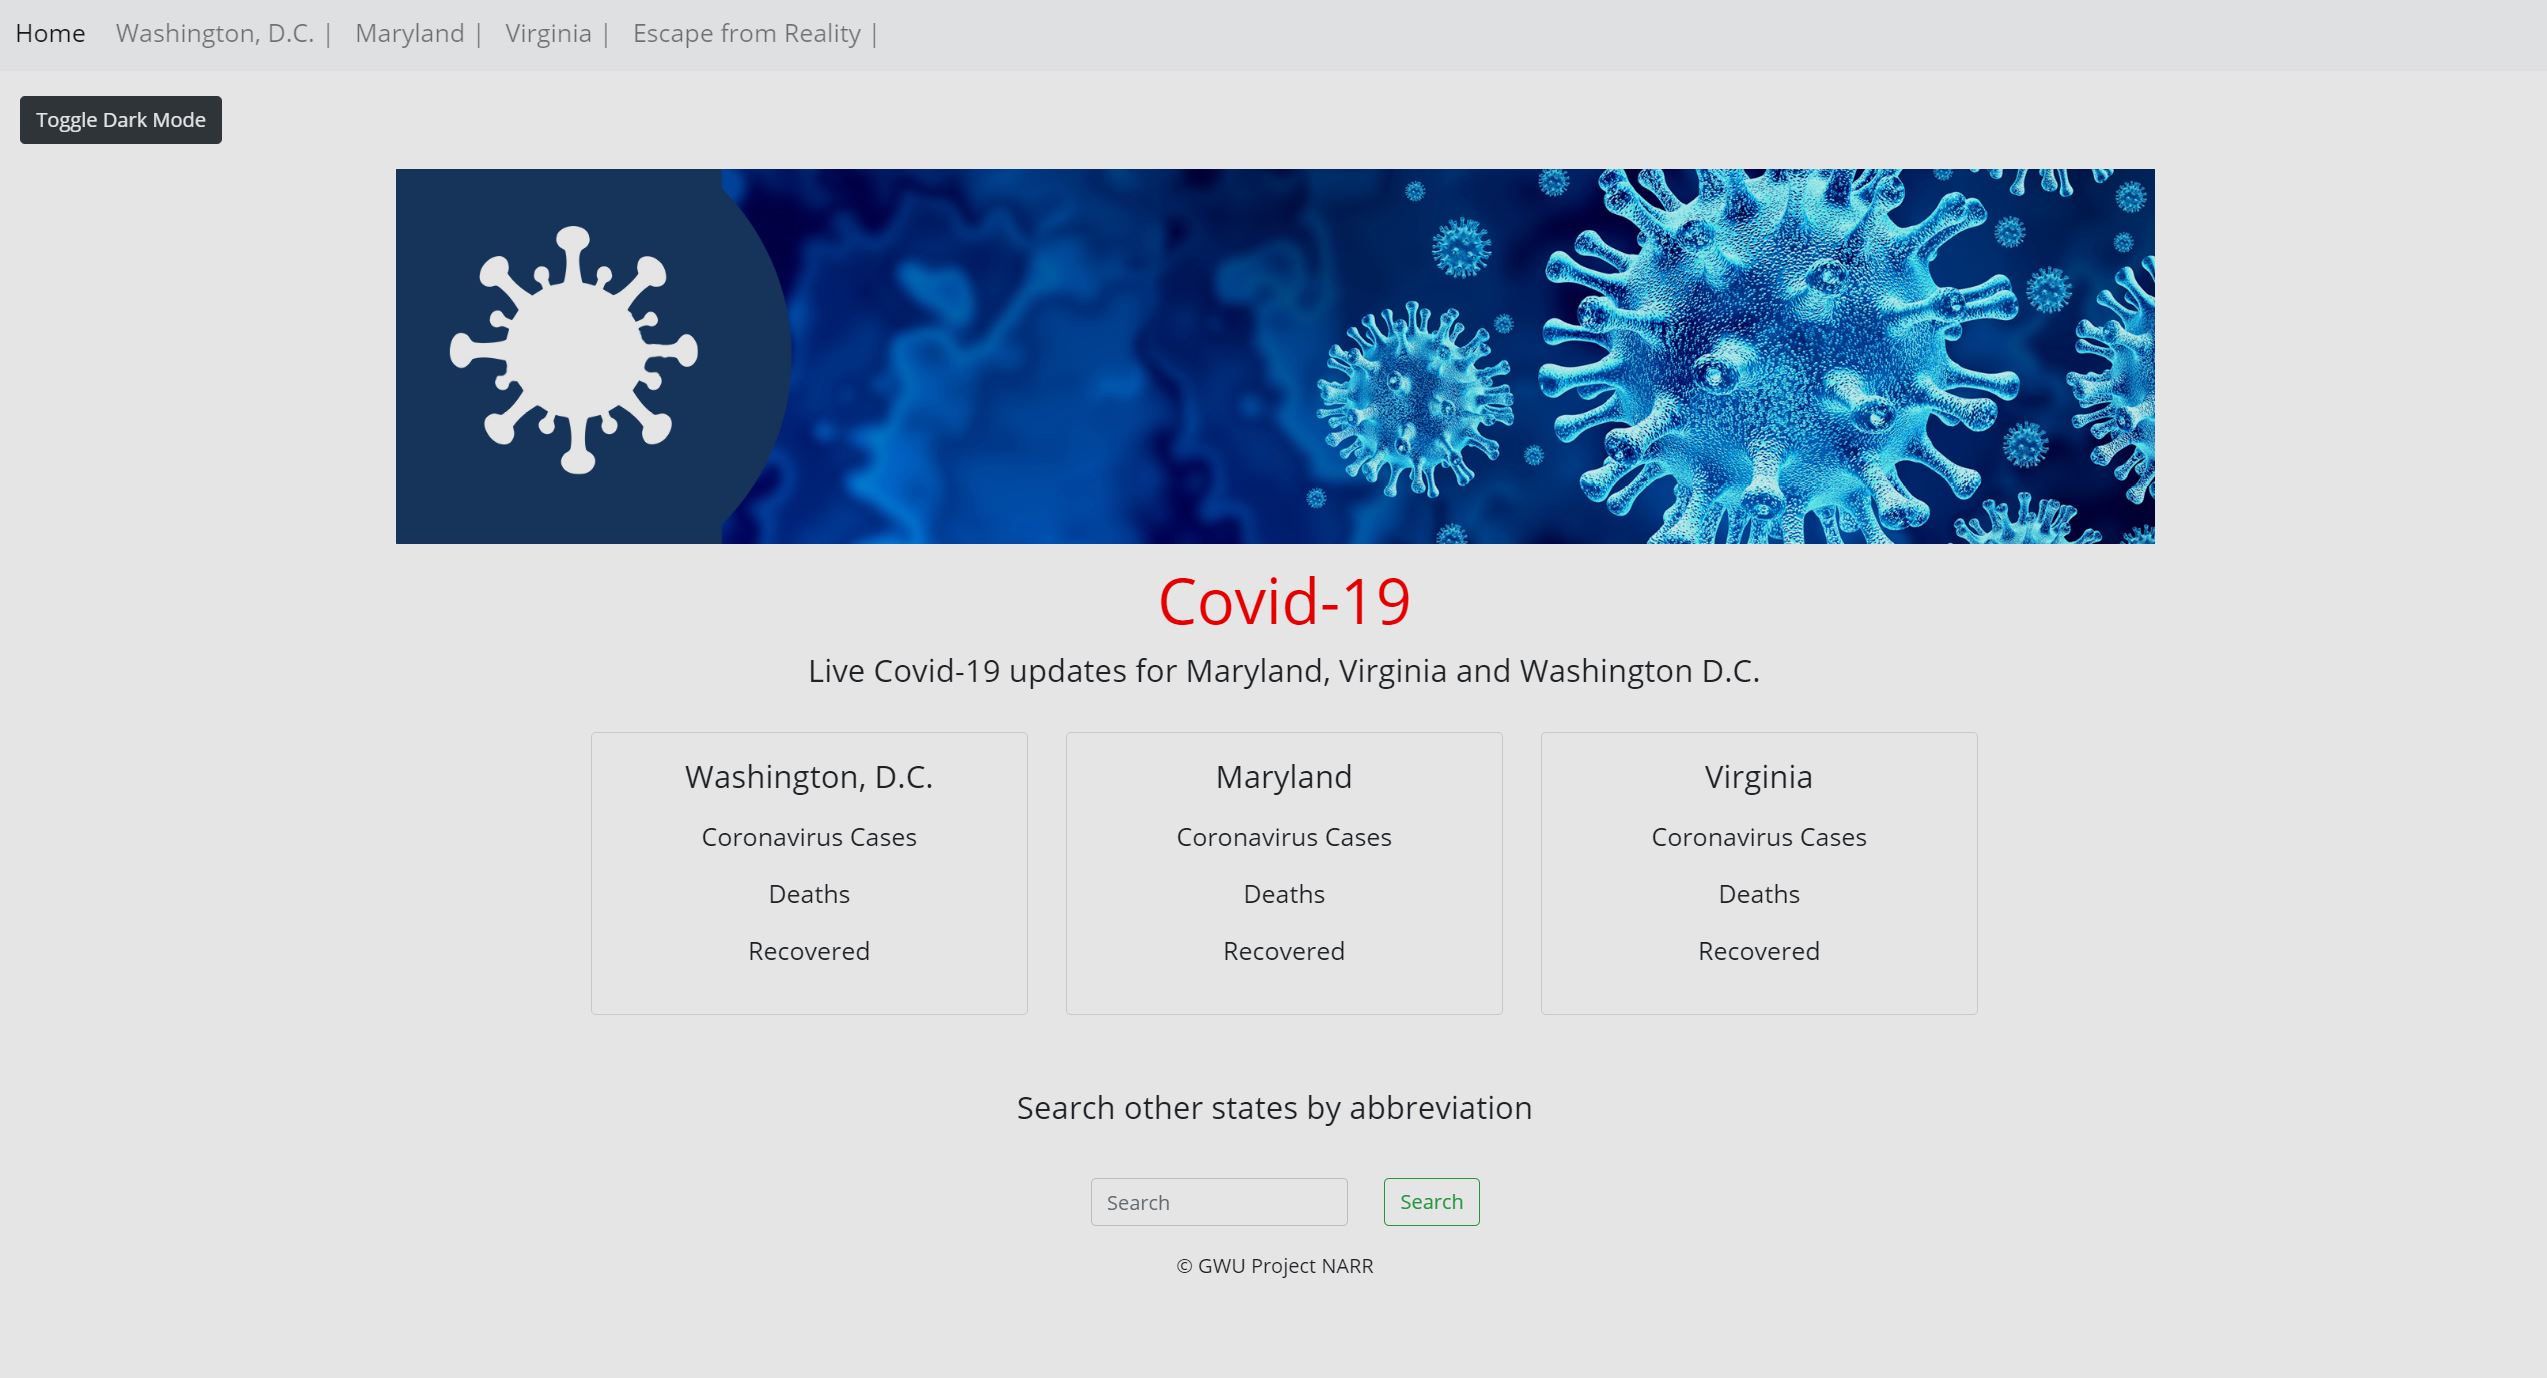 Home Washington, D.C. | Maryland | Virginia | Escape from Reality |
Toggle Dark Mode
Covid-19
Live Covid-19 updates for Maryland, Virginia and Washington D.C.
Washington, D.C.
Coronavirus Cases
Deaths
Recovered
Maryland
Coronavirus Cases
Deaths
Recovered
Virginia
Coronavirus Cases
Deaths
Recovered
Search other states by abbreviation
Search Search
© GWU Project NARR